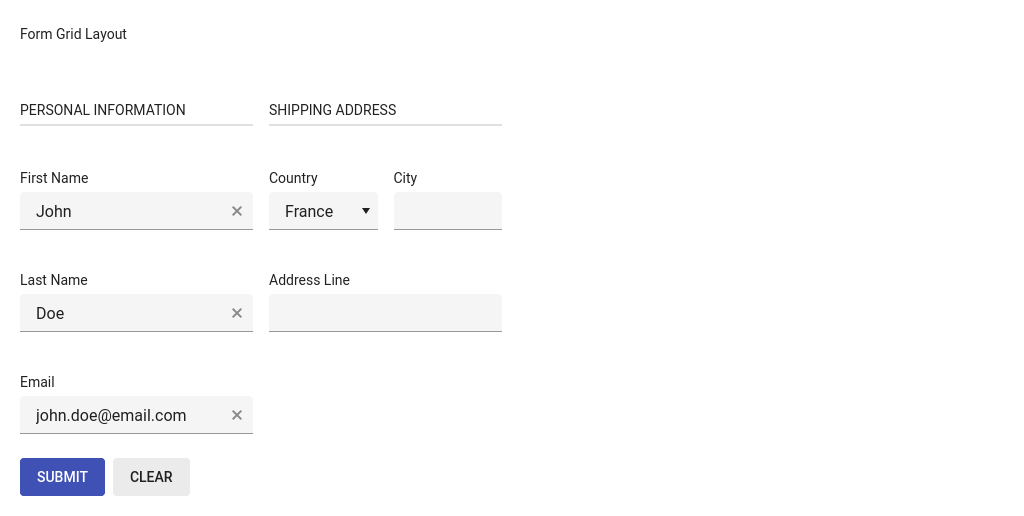 Form Grid Layout
PERSONAL INFORMATION
SHIPPING ADDRESS
First Name
John
Country
City
France
Last Name
Doe
Address Line
Email
john.doe@email.com
SUBMIT
CLEAR